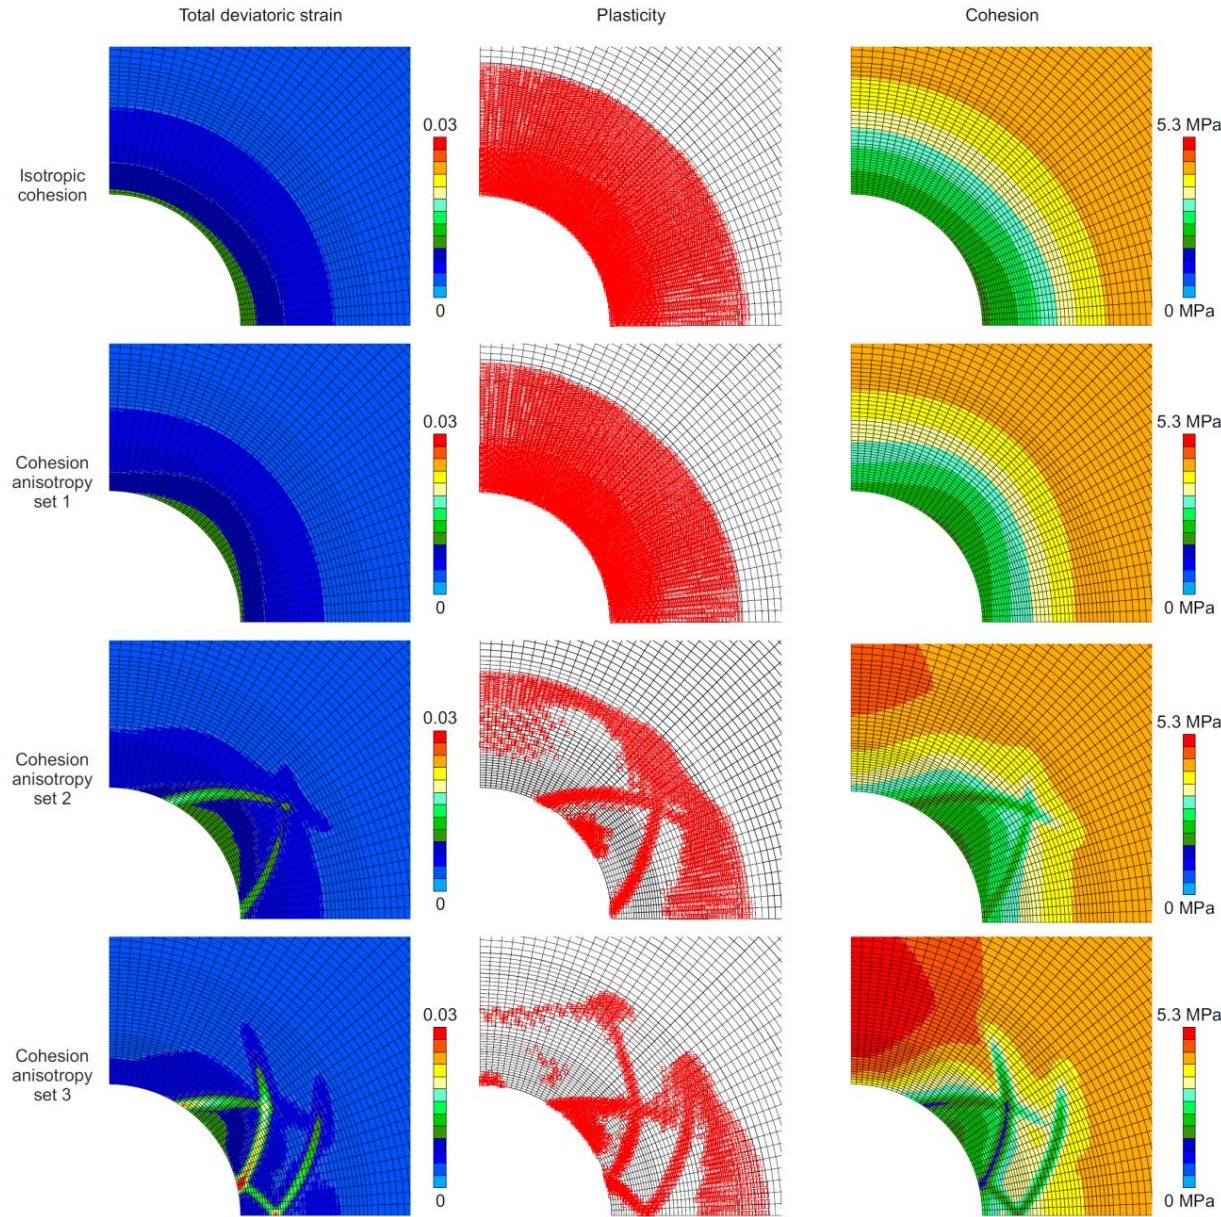 Total deviatoric strain
Plasticity
Cohesion
Isotropic
cohesion
0.03
0
5.3 MPa
0 MPa
Cohesion
anisotropy
set 1
0.03
0
5.3 MPa
0 MPa
Cohesion
anisotropy
set 2
0.03
0
5.3 MPa
0 MPa
Cohesion
anisotropy
set 3
0.03
0
5.3 MPa
0 MPa